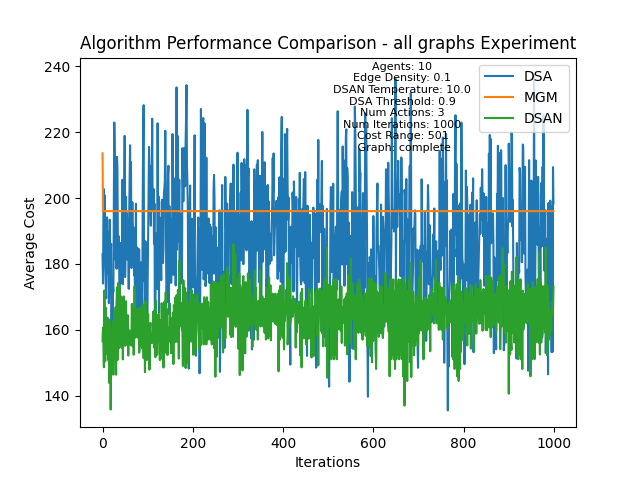 Algorithm Performance Comparison - all graphs Experiment
Agents: 10
Edge Density: 0.1
DSAN Temperature: 10.0
DSA Threshold: 0.9
Num Actions: 3
Num Iterations: 1000
Cost Range: 501
Graph: complete
DSA
MGM
DSAN
Average Cost
240
220
200
180
160
140
0
200
400
600
800
1000
Iterations